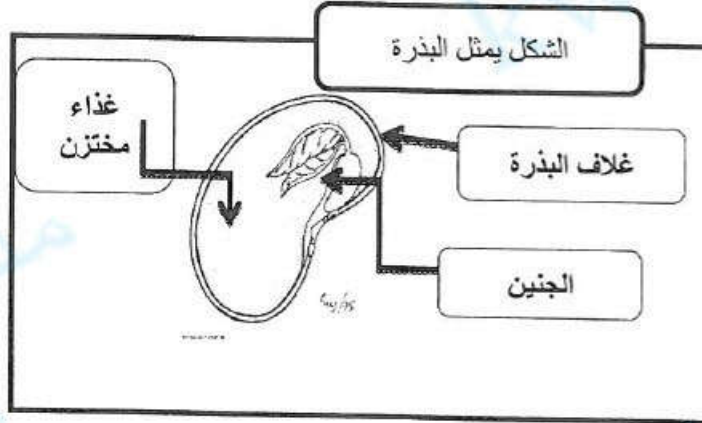 الشكل يمثل البذرة
غذاء
مختزن
غلاف البذرة
الجنين